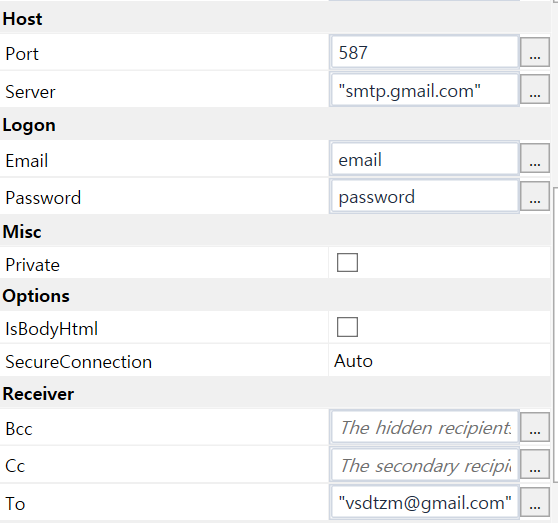 Host
Port 587 ...
Server "smtp.gmail.com" ...
Logon
Email email ...
Password password ...
Misc
Private
Options
IsBodyHtml
SecureConnection Auto
Receiver
Bcc The hidden recipient ...
Cc The secondary recipi ...
To "vsdtzm@gmail.com" ...